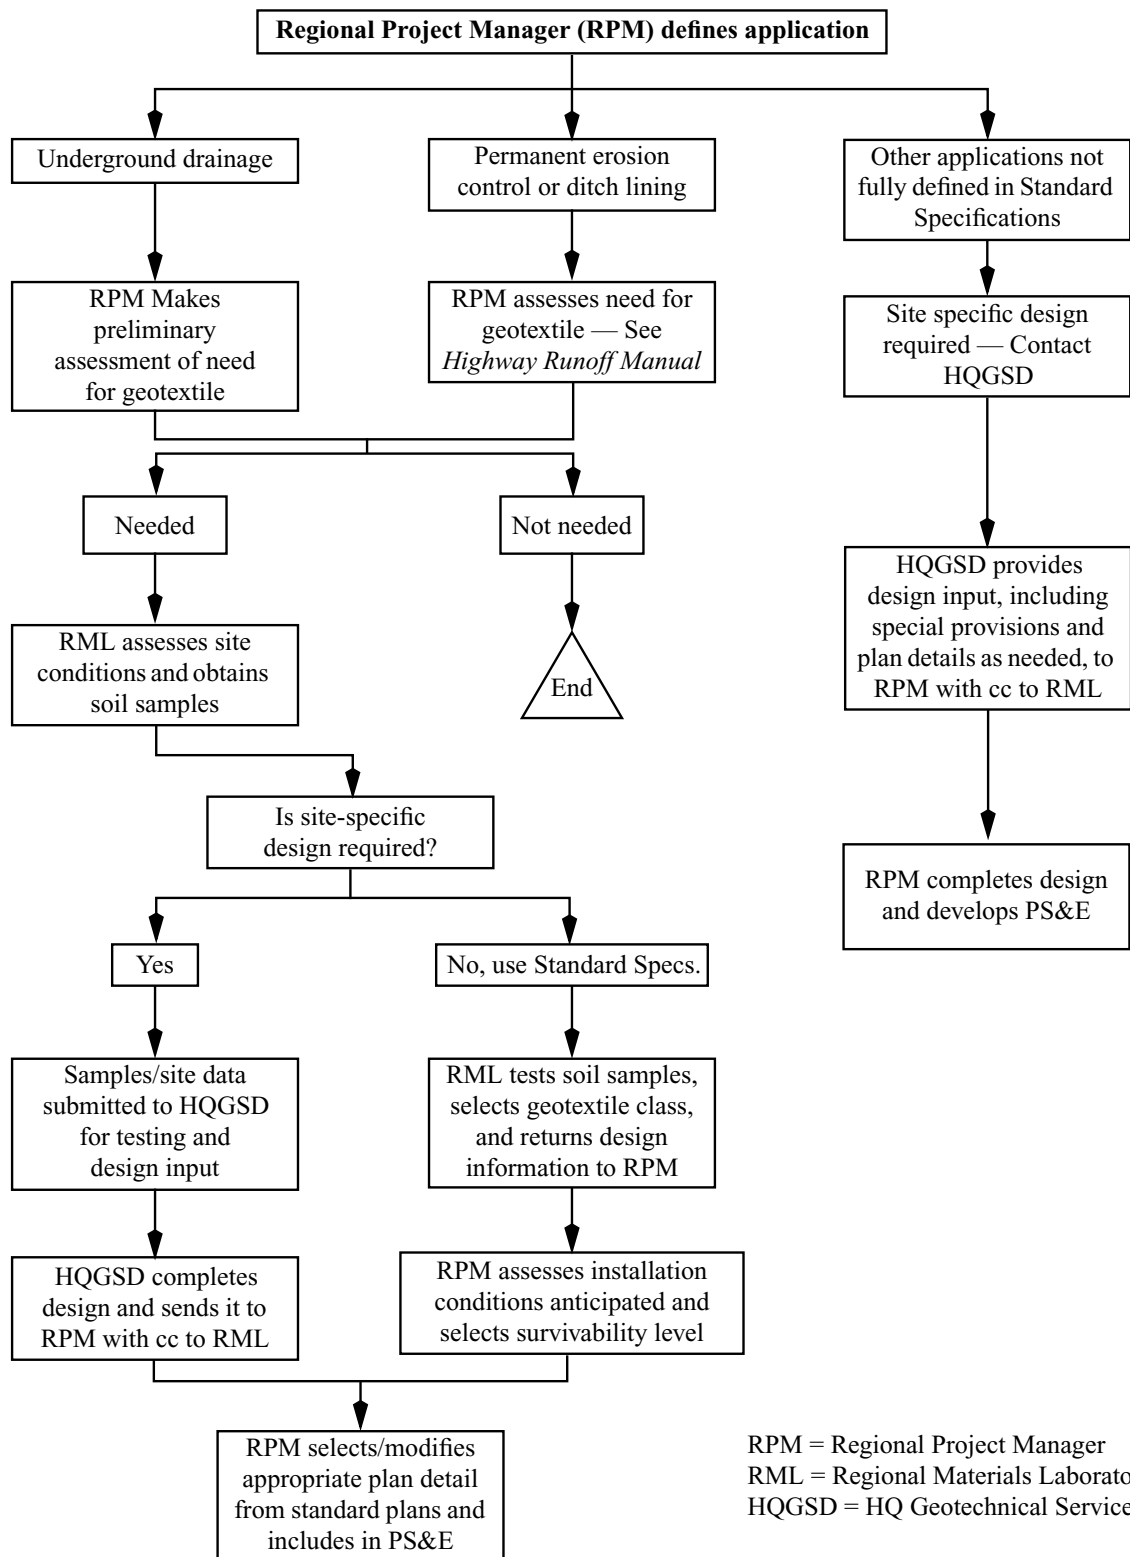 Regional Project Manager (RPM) defines application
Underground drainage
Permanent erosion
control or ditch lining
Other applications not
fully defined in Standard
Specifications
RPM Makes
preliminary
assessment of need
for geotextile
RPM assesses need for
geotextile — See
Highway Runoff Manual
Site specific design
required — Contact
HQGSD
Needed
Not needed
HQGSD provides
design input, including
special provisions and
plan details as needed, to
RPM with cc to RML
RML assesses site
conditions and obtains
soil samples
End
Is site-specific
design required?
RPM completes design
and develops PS&E
Yes
No, use Standard Specs.
Samples/site data
submitted to HQGSD
for testing and
design input
RML tests soil samples,
selects geotextile class,
and returns design
information to RPM
HQGSD completes
design and sends it to
RPM with cc to RML
RPM assesses installation
conditions anticipated and
selects survivability level
RPM selects/modifies
appropriate plan detail
from standard plans and
includes in PS&E
RPM = Regional Project Manager
RML = Regional Materials
HQGSD = HQ Geotechnical